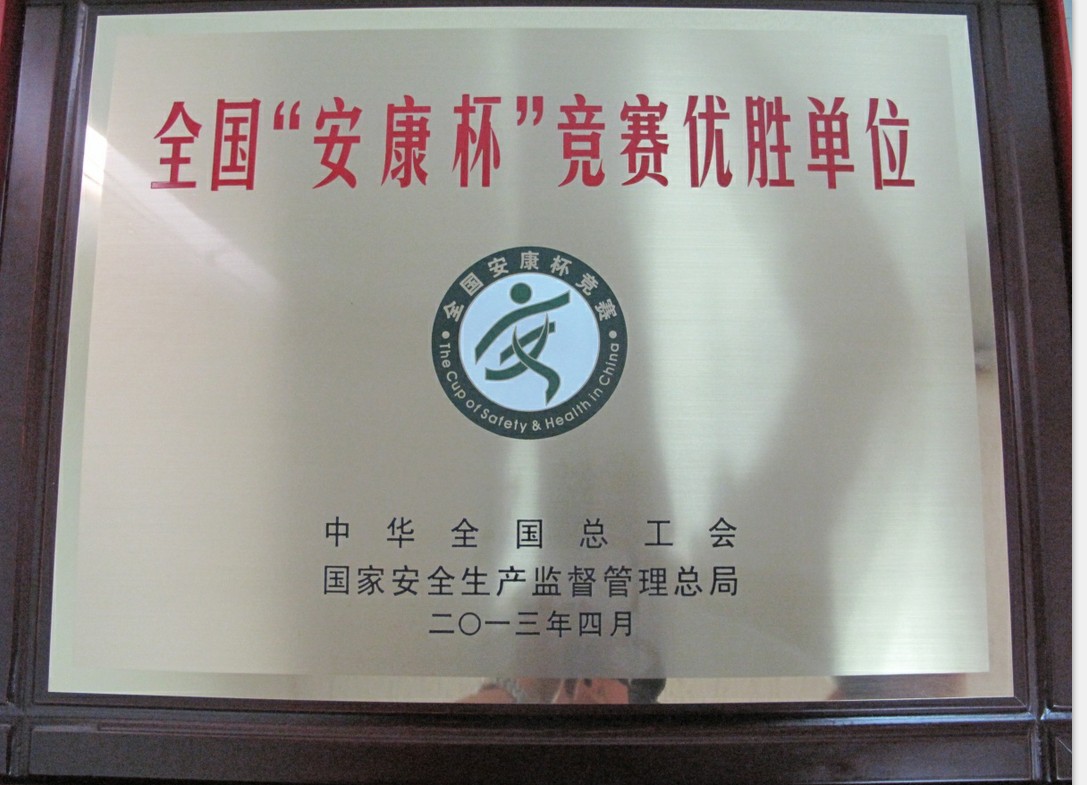 全国“安康杯”竞赛优胜单位
全国安康杯竞赛
The Cup of Safety & Health in China
中华全国总工会
国家安全生产监督管理总局
二〇一三年四月